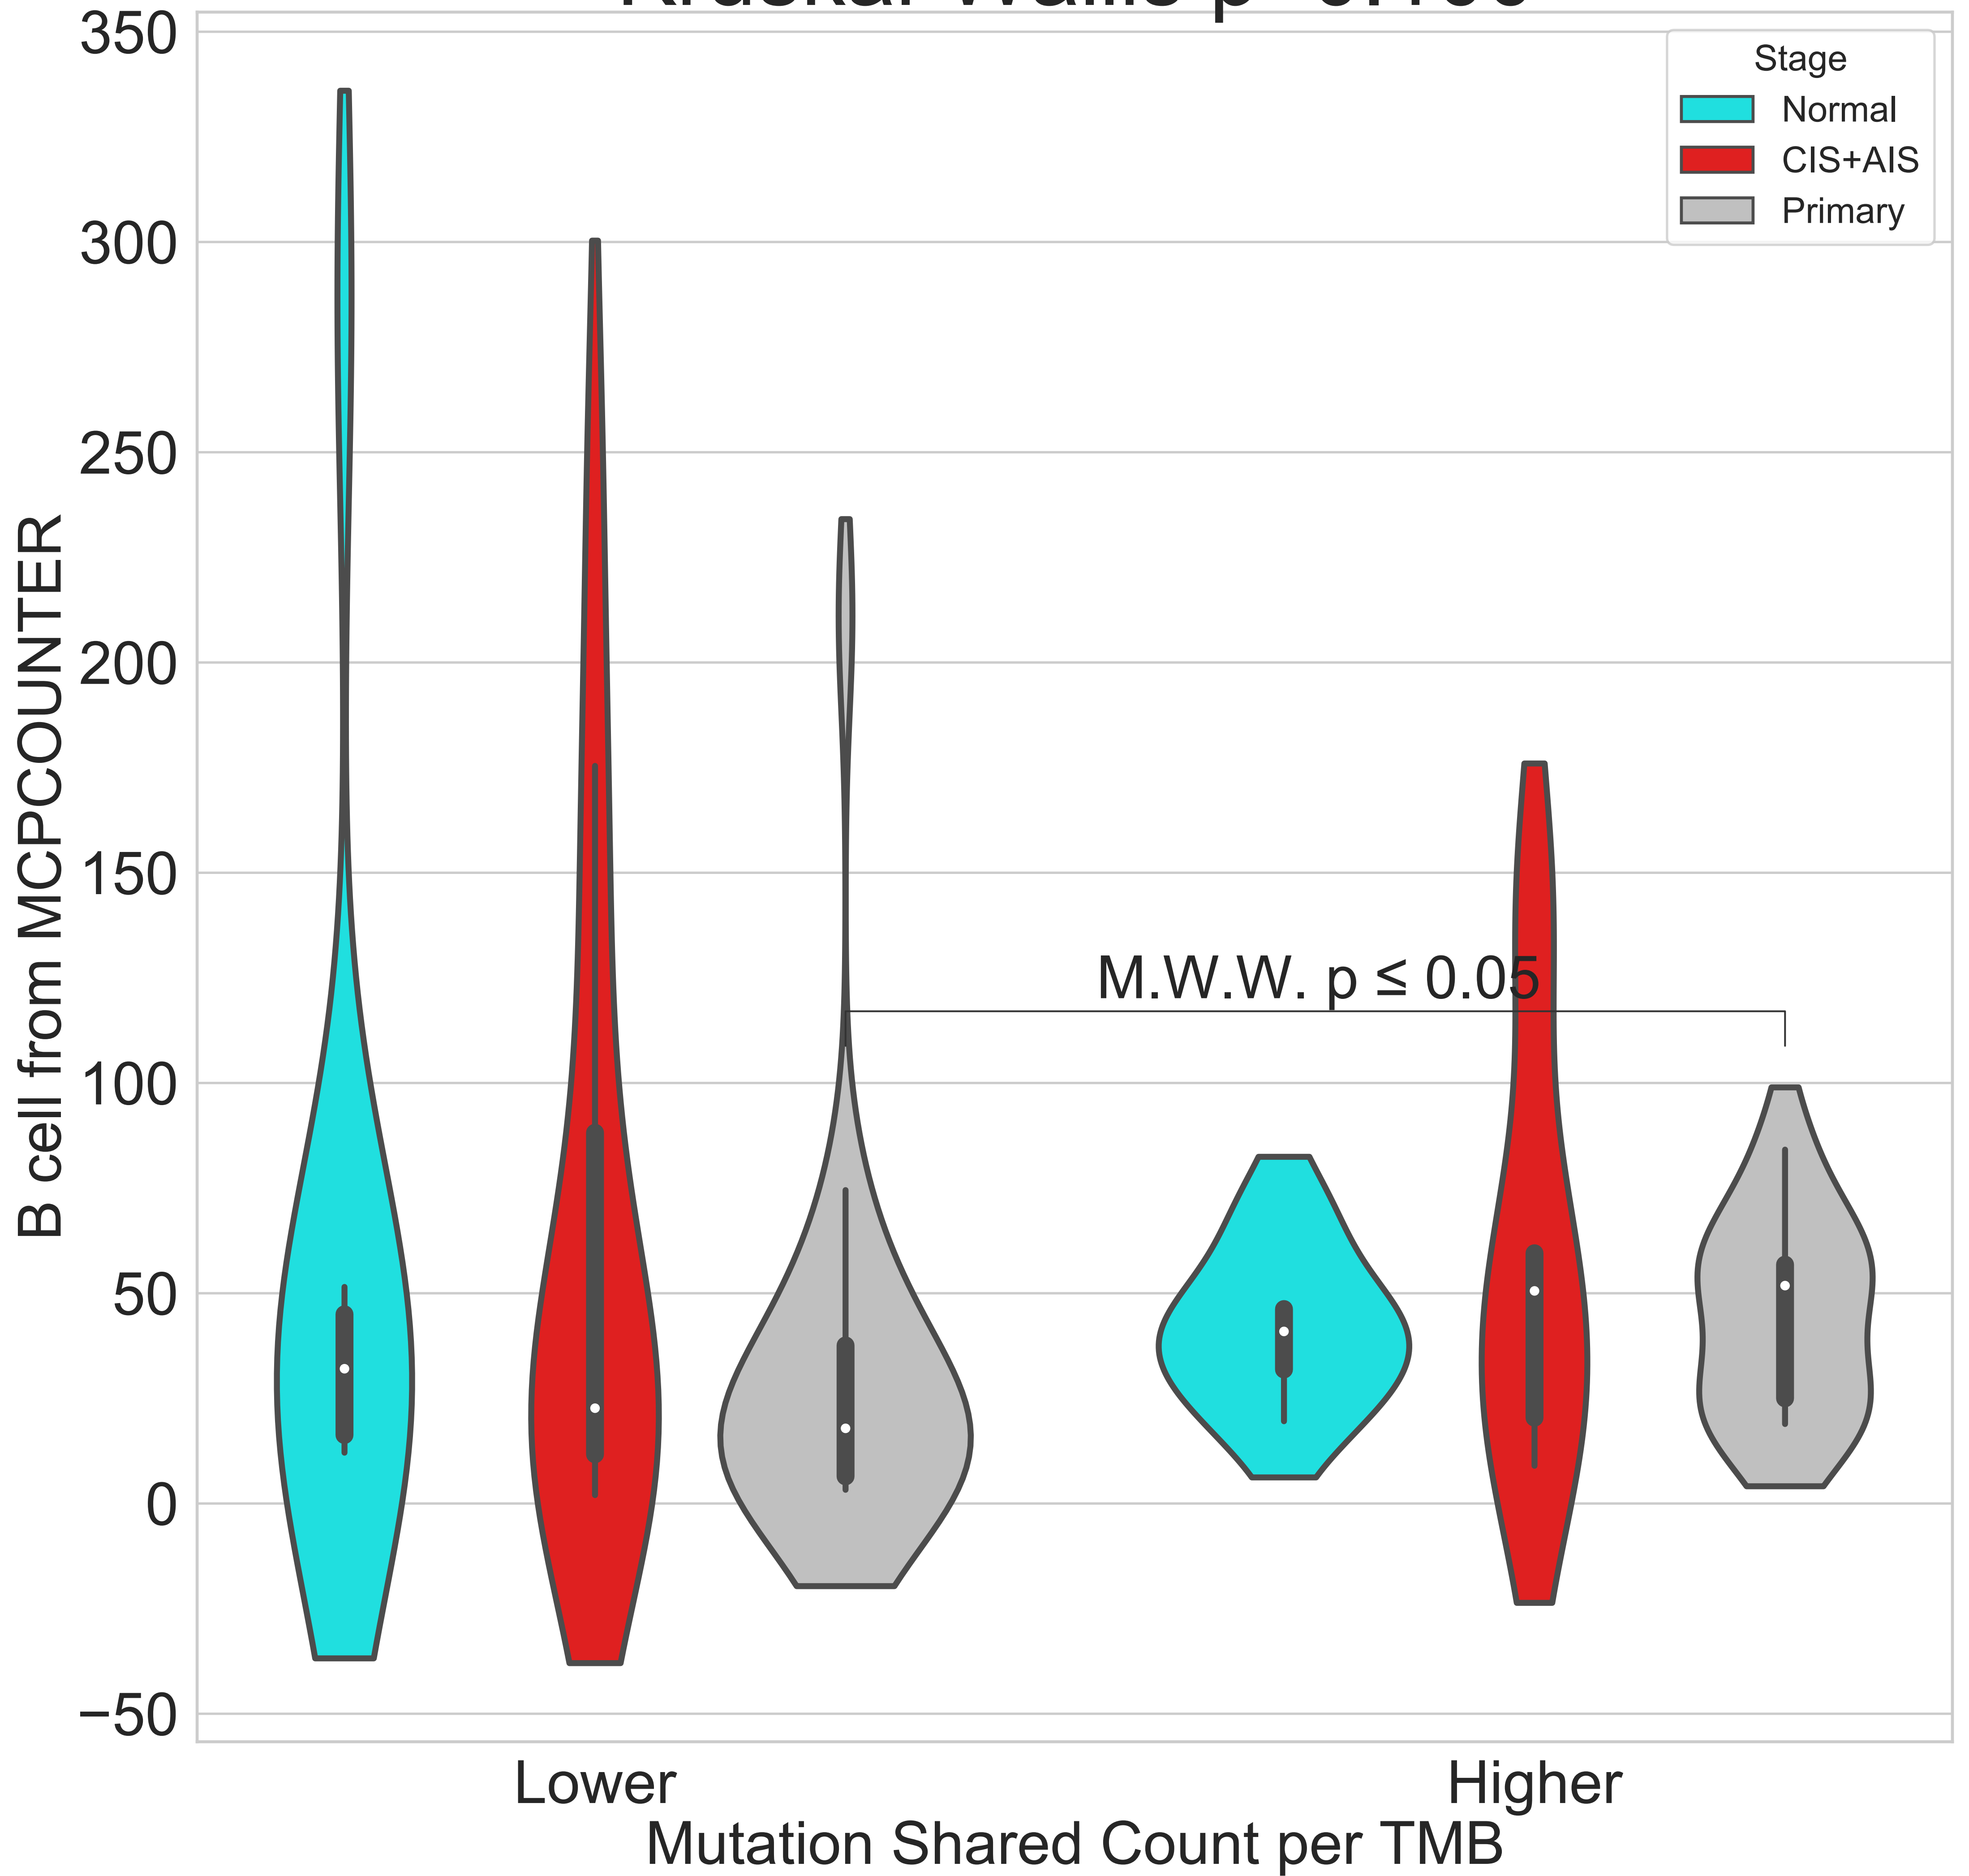 350
300
250
200
150
100
50
0
−50
B cell from MCPCOUNTER
Stage
Normal
CIS+AIS
Primary
M.W.W. p ≤ 0.05
Lower
Higher
Mutation Shared Count per TMB